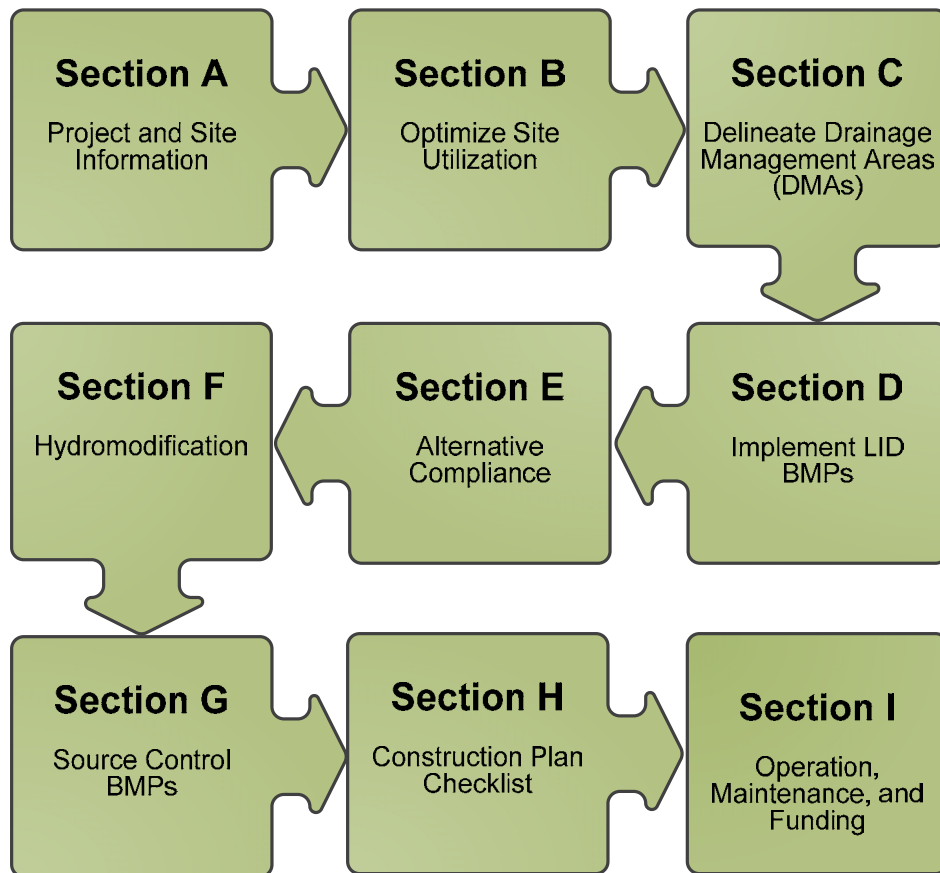 Section A
Project and Site
Information
Section B
Optimize Site
Utilization
Section C
Delineate Drainage
Management Areas
(DMAs)
Section D
Implement LID
BMPs
Section E
Alternative
Compliance
Section F
Hydromodification
Section G
Source Control
BMPs
Section H
Construction Plan
Checklist
Section I
Operation,
Maintenance, and
Funding